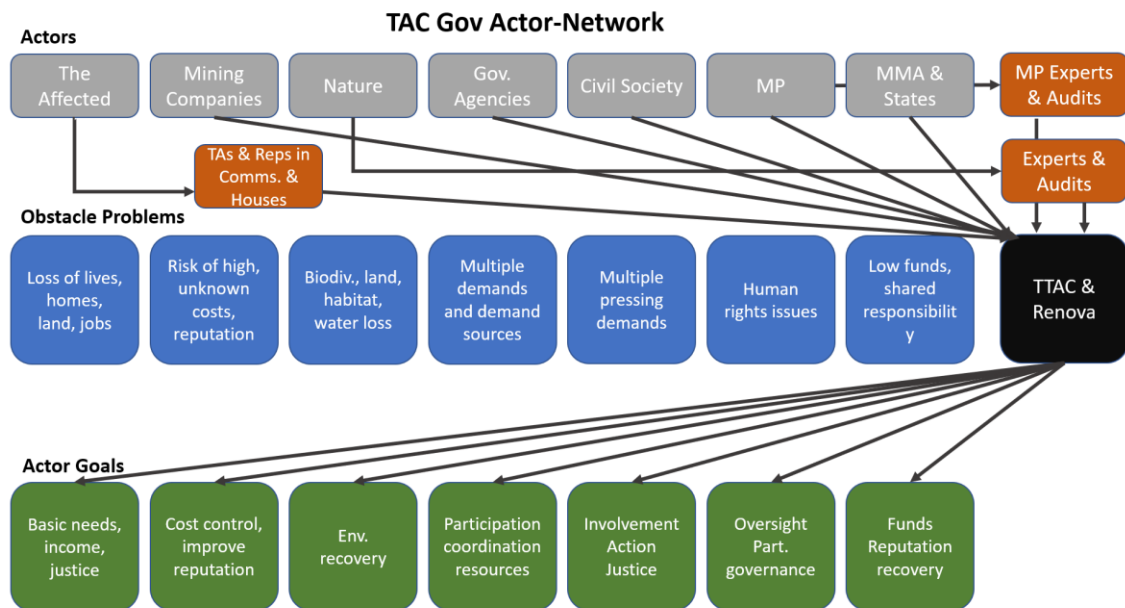 TAC Gov Actor-Network
Actors
The
Affected
Mining
Companies
Nature
Gov.
Agencies
Civil Society
MP
MMA &
States
MP Experts
& Audits
TAs & Reps in
Comms. &
Houses
Experts &
Audits
Obstacle Problems
Loss of lives,
homes,
land, jobs
Risk of high,
unknown
costs,
reputation
Biodiv., land,
habitat,
water loss
Multiple
demands
and demand
sources
Multiple
pressing
demands
Human
rights issues
Low funds,
shared
responsibilit
y
TTAC &
Renova
Actor Goals
Basic needs,
income,
justice
Cost control,
improve
reputation
Env.
recovery
Participation
coordination
resources
Involvement
Action
Justice
Oversight
Part.
governance
Funds
Reputation
recovery